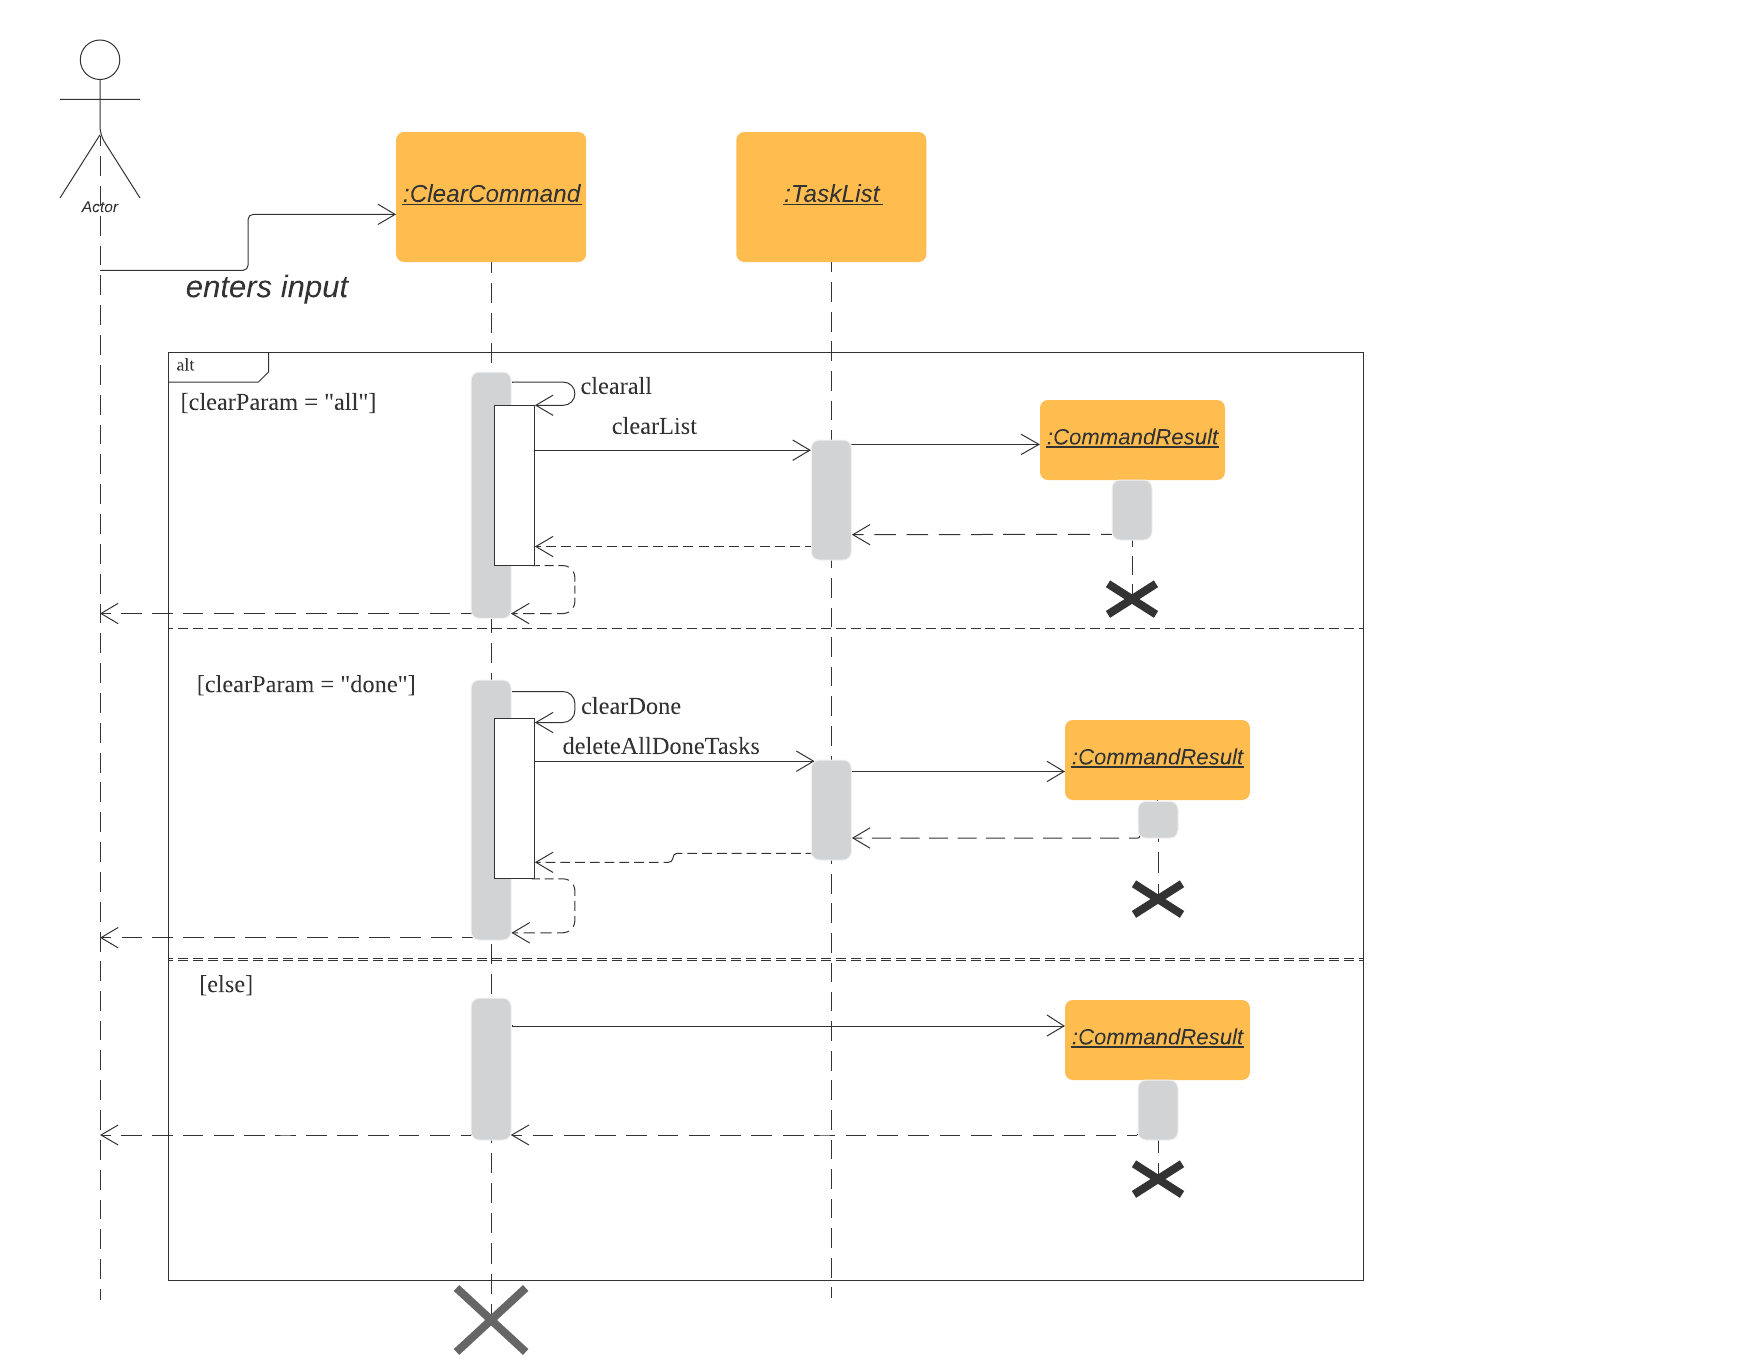 Actor
:ClearCommand
:TaskList
enters input
alt
[clearParam = "all"]
clearall
clearList
:CommandResult
[clearParam = "done"]
clearDone
deleteAllDoneTasks
:CommandResult
[else]
:CommandResult